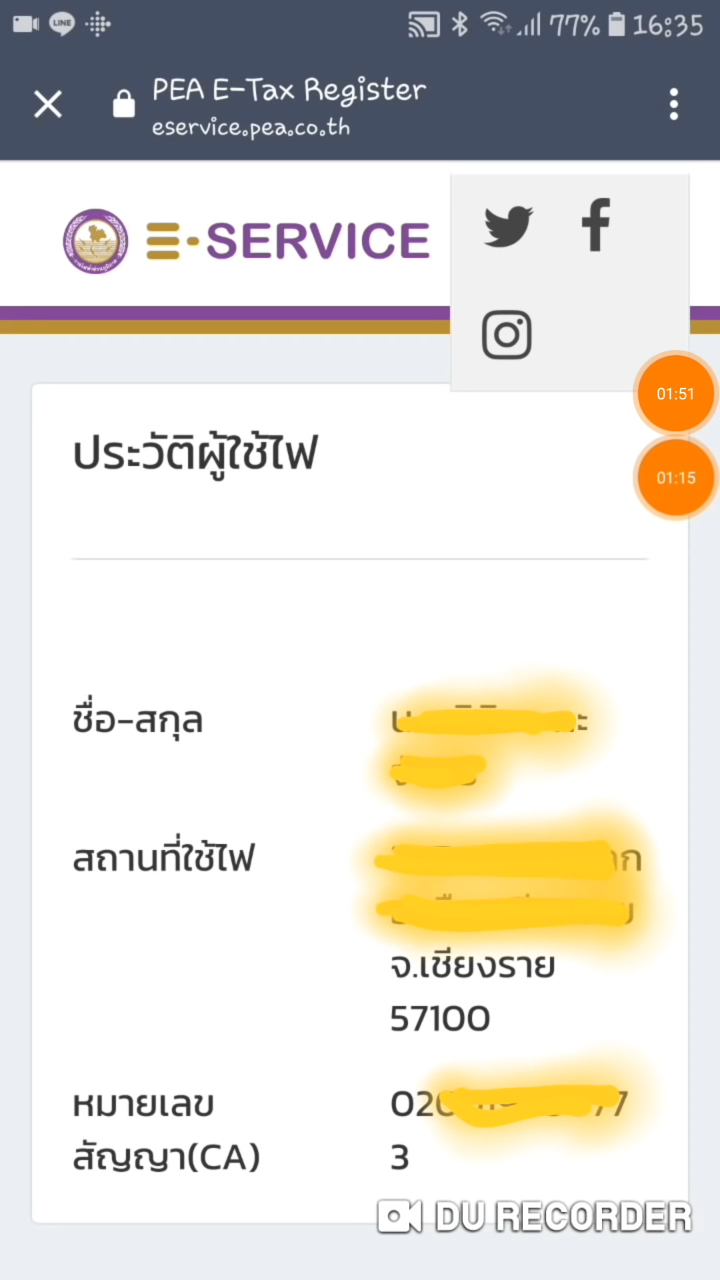 LINE
77%
16:35
PEA E-Tax Register
eservice.pea.co.th
E-SERVICE
01:51
01:15
ประวัติผู้ใช้ไฟ
ชื่อ-สกุล
สถานที่ใช้ไฟ
จ.เชียงราย
57100
หมายเลข
สัญญา(CA)
3
DU RECORDER